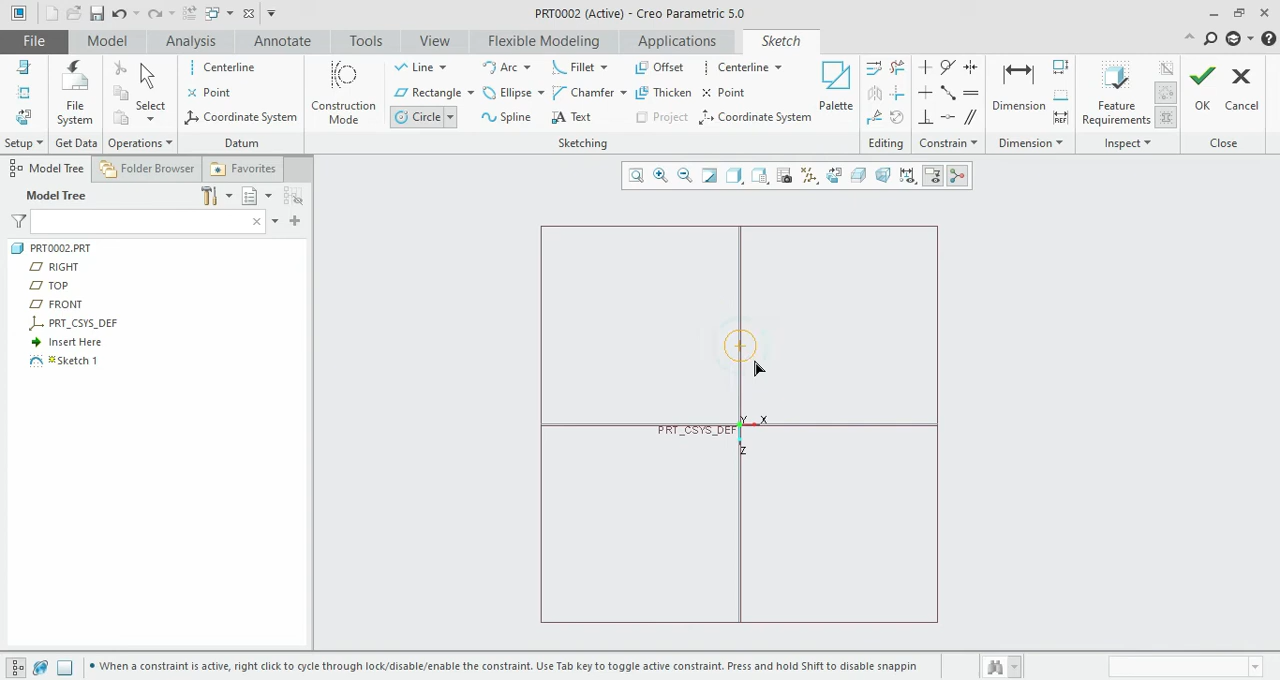 PRT0002 (Active) - Creo Parametric 5.0
File Model Analysis Annotate Tools View Flexible Modeling Applications Sketch
Centerline Line Arc Fillet Offset Centerline
Point Rectangle Ellipse Chamfer Thicken Point
Coordinate System Circle Spline Text Project Coordinate System
File System Select Construction Mode Palette Dimension Feature Requirements OK Cancel
Setup Get Data Operations Datum Sketching Editing Constrain Dimension Inspect Close
Model Tree Folder Browser Favorites
Model Tree
PRT0002.PRT
RIGHT
TOP
FRONT
PRT_CSYS_DEF
Insert Here
Sketch 1
Y X
PRT_CSYS_DEF
Z
• When a constraint is active, right click to cycle through lock/disable/enable the constraint. Use Tab key to toggle active constraint. Press and hold Shift to disable snappin